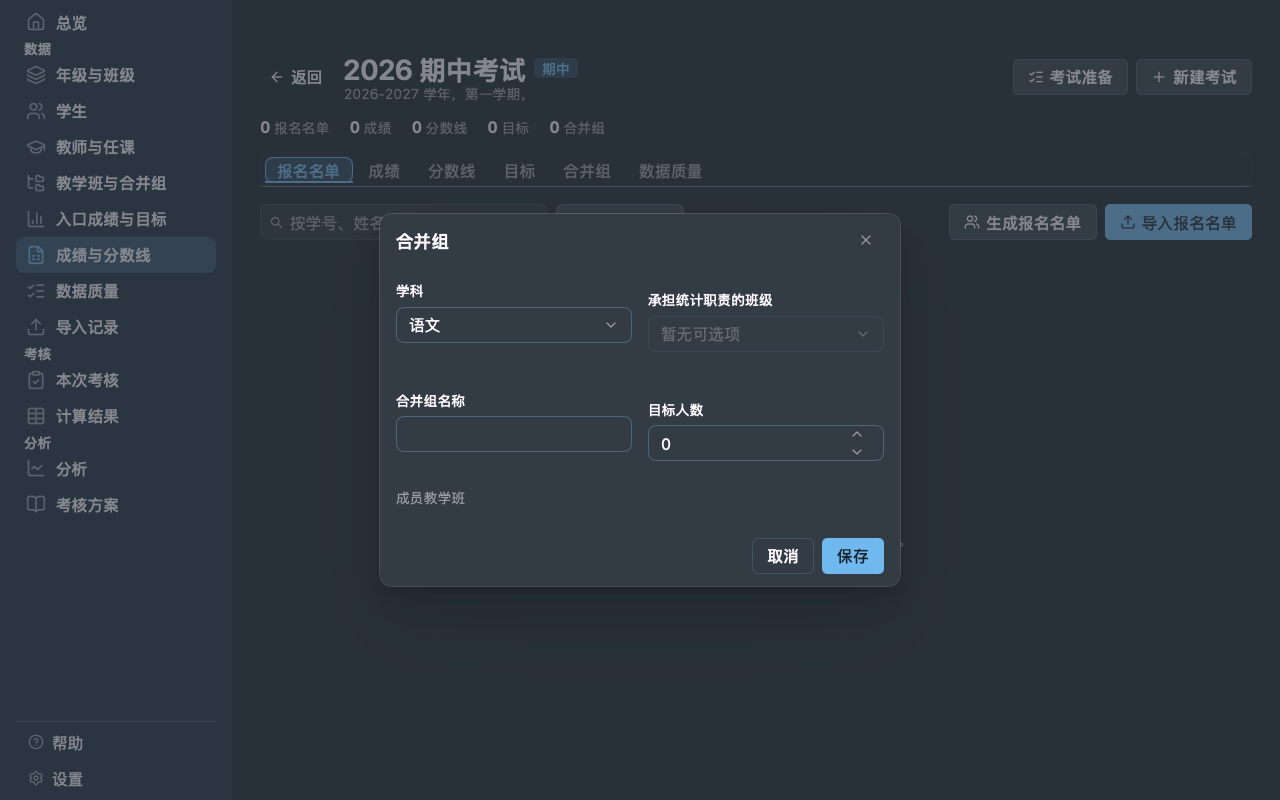 总览
数据
年级与班级
学生
教师与任课
教学班与合并组
入口成绩与目标
成绩与分数线
数据质量
导入记录
考核
本次考核
计算结果
分析
分析
考核方案
帮助
设置
返回
2026 期中考试 期中
2026-2027 学年，第一学期，
考试准备
新建考试
0 报名名单 0 成绩 0 分数线 0 目标 0 合并组
报名名单 成绩 分数线 目标 合并组 数据质量
按学号、姓名
生成报名名单
导入报名名单
合并组
学科
语文
承担统计职责的班级
暂无可选项
合并组名称
目标人数
0
成员教学班
取消
保存